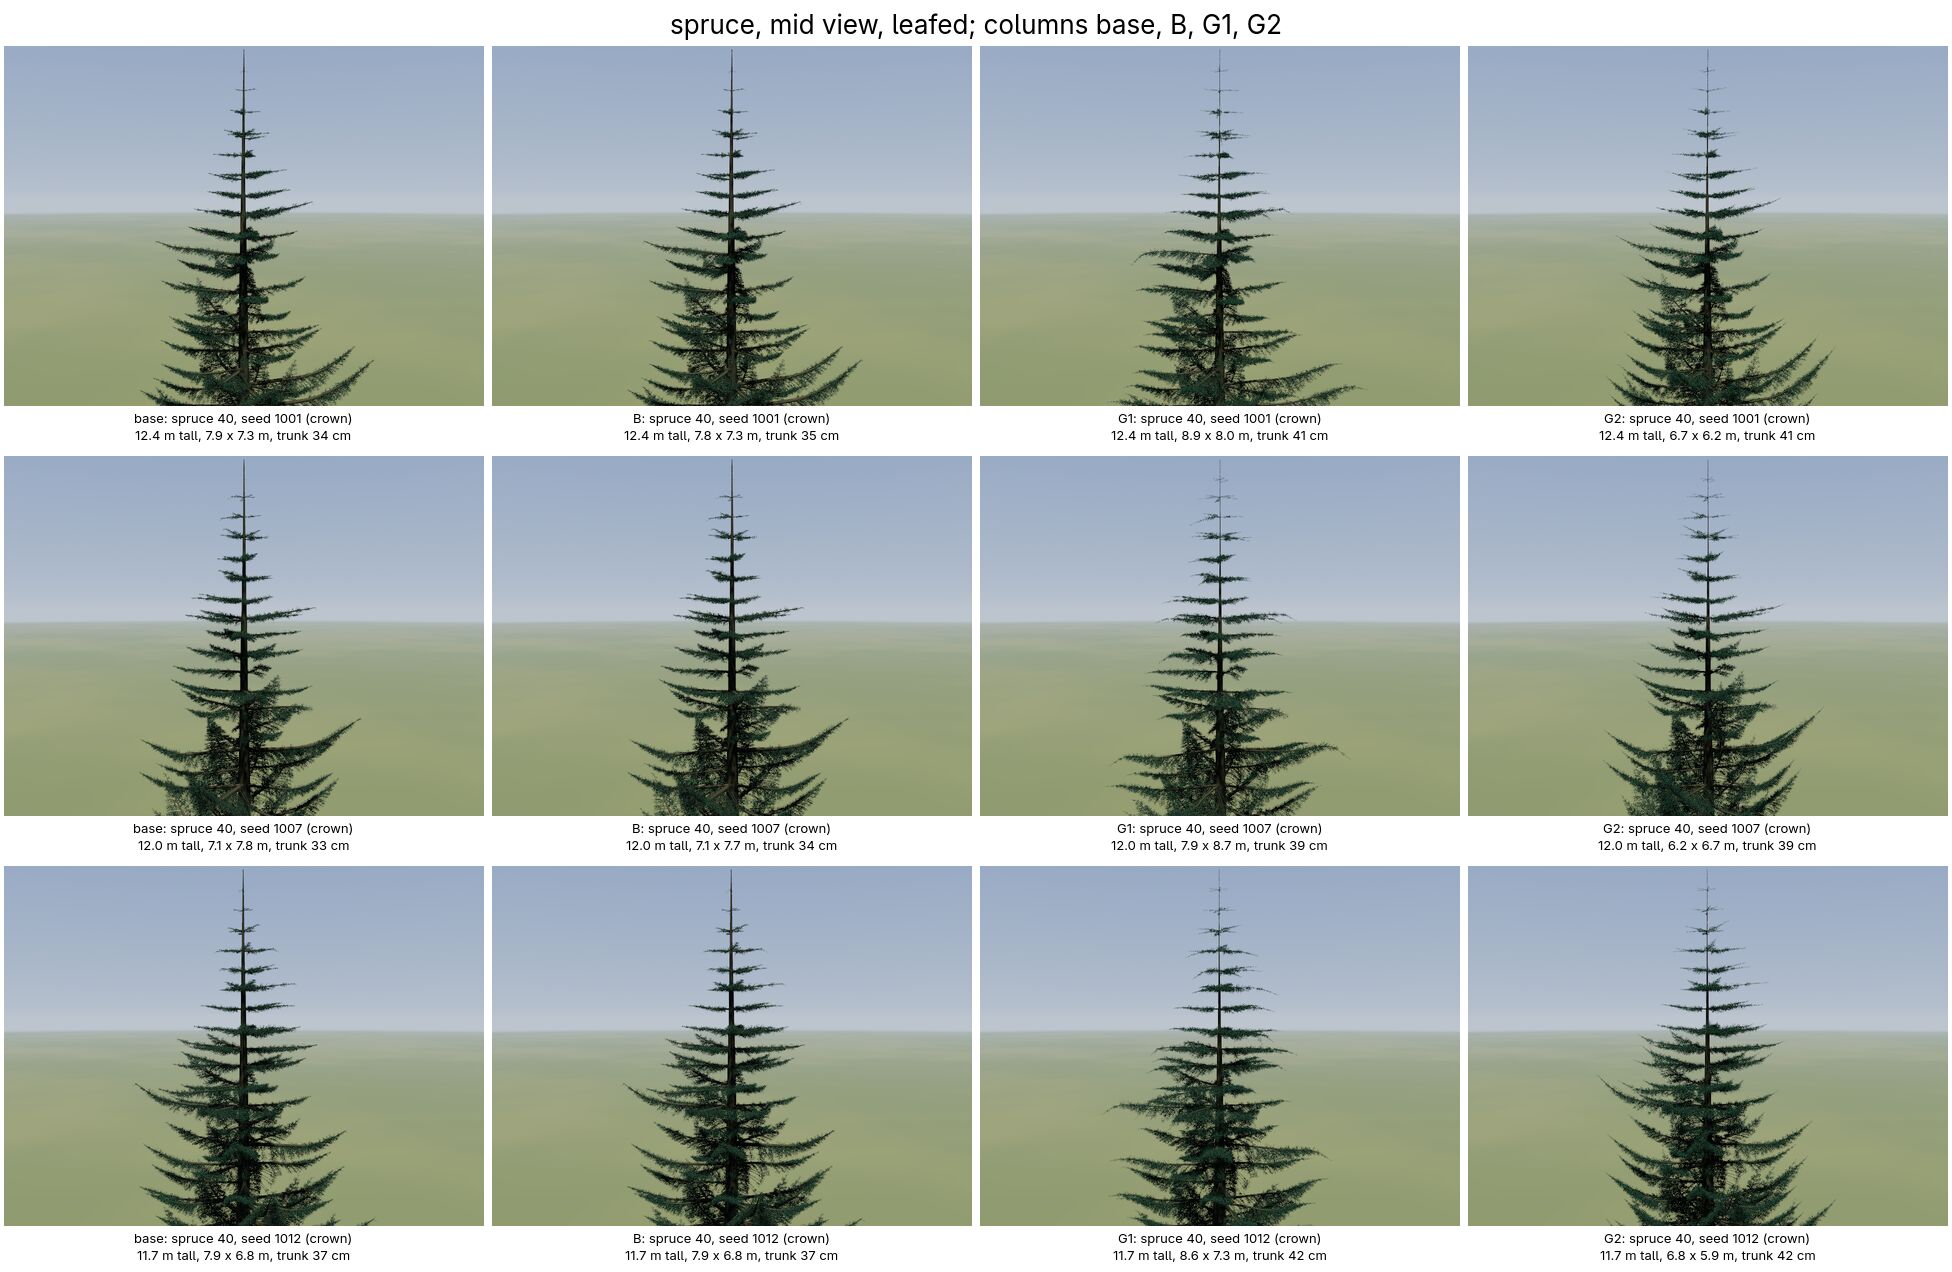 spruce, mid view, leafed; columns base, B, G1, G2
base: spruce 40, seed 1001 (crown)
12.4 m tall, 7.9 x 7.3 m, trunk 34 cm
B: spruce 40, seed 1001 (crown)
12.4 m tall, 7.8 x 7.3 m, trunk 35 cm
G1: spruce 40, seed 1001 (crown)
12.4 m tall, 8.9 x 8.0 m, trunk 41 cm
G2: spruce 40, seed 1001 (crown)
12.4 m tall, 6.7 x 6.2 m, trunk 41 cm
base: spruce 40, seed 1007 (crown)
12.0 m tall, 7.1 x 7.8 m, trunk 33 cm
B: spruce 40, seed 1007 (crown)
12.0 m tall, 7.1 x 7.7 m, trunk 34 cm
G1: spruce 40, seed 1007 (crown)
12.0 m tall, 7.9 x 8.7 m, trunk 39 cm
G2: spruce 40, seed 1007 (crown)
12.0 m tall, 6.2 x 6.7 m, trunk 39 cm
base: spruce 40, seed 1012 (crown)
11.7 m tall, 7.9 x 6.8 m, trunk 37 cm
B: spruce 40, seed 1012 (crown)
11.7 m tall, 7.9 x 6.8 m, trunk 37 cm
G1: spruce 40, seed 1012 (crown)
11.7 m tall, 8.6 x 7.3 m, trunk 42 cm
G2: spruce 40, seed 1012 (crown)
11.7 m tall, 6.8 x 5.9 m, trunk 42 cm